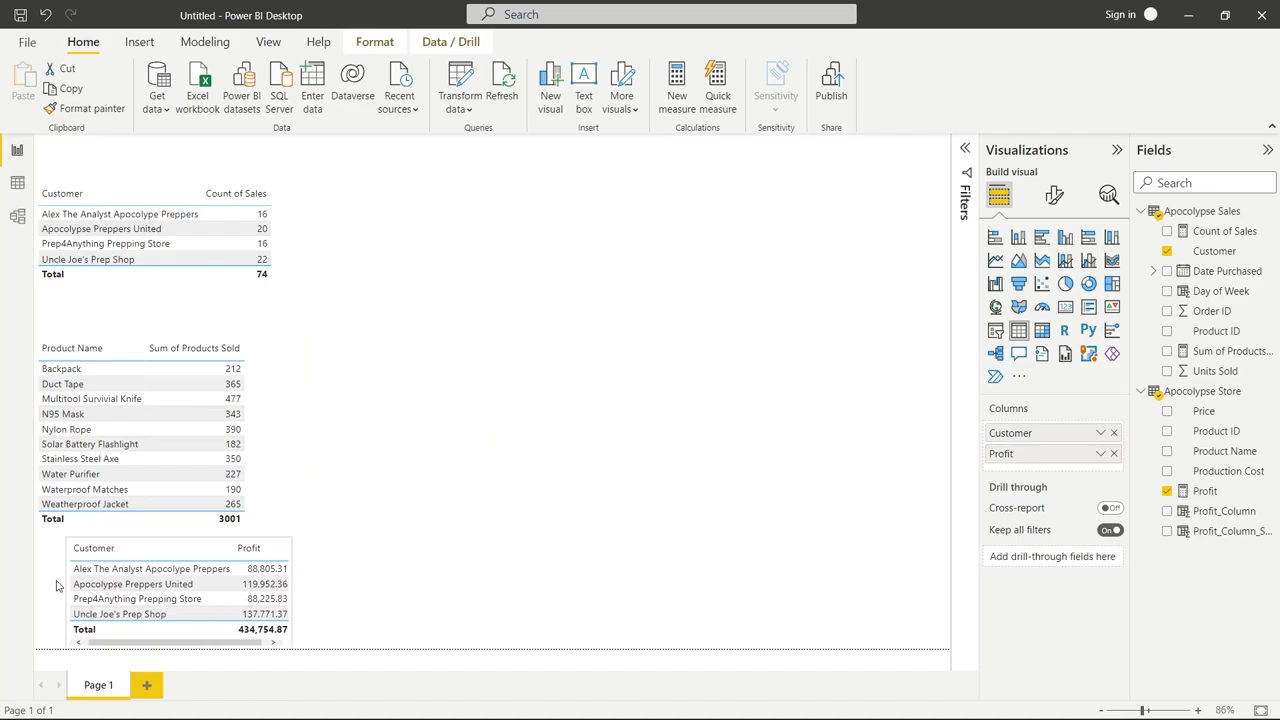 Untitled - Power BI Desktop
Search
Sign in
File
Home
Insert
Modeling
View
Help
Format
Data / Drill
Paste
Cut
Copy
Format painter
Clipboard
Get data
Excel workbook
Power BI datasets
SQL Server
Enter data
Dataverse
Recent sources
Data
Transform data
Refresh
Queries
New visual
Text box
More visuals
Insert
New measure
Quick measure
Calculations
Sensitivity
Sensitivity
Publish
Share
Customer Count of Sales
Alex The Analyst Apocolype Preppers 16
Apocolypse Preppers United 20
Prep4Anything Prepping Store 16
Uncle Joe's Prep Shop 22
Total 74
Product Name Sum of Products Sold
Backpack 212
Duct Tape 365
Multitool Survivial Knife 477
N95 Mask 343
Nylon Rope 390
Solar Battery Flashlight 182
Stainless Steel Axe 350
Water Purifier 227
Waterproof Matches 190
Weatherproof Jacket 265
Total 3001
Customer Profit
Alex The Analyst Apocolype Preppers 88,805.31
Apocolypse Preppers United 119,952.36
Prep4Anything Prepping Store 88,225.83
Uncle Joe's Prep Shop 137,771.37
Total 434,754.87
Filters
Visualizations
Build visual
R
Py
Columns
Customer
Profit
Drill through
Cross-report Off
Keep all filters On
Add drill-through fields here
Fields
Search
Apocolypse Sales
Count of Sales
Customer
Date Purchased
Day of Week
Order ID
Product ID
Sum of Products...
Units Sold
Apocolypse Store
Price
Product ID
Product Name
Production Cost
Profit
Profit_Column
Profit_Column_S...
Page 1
Page 1 of 1
86%